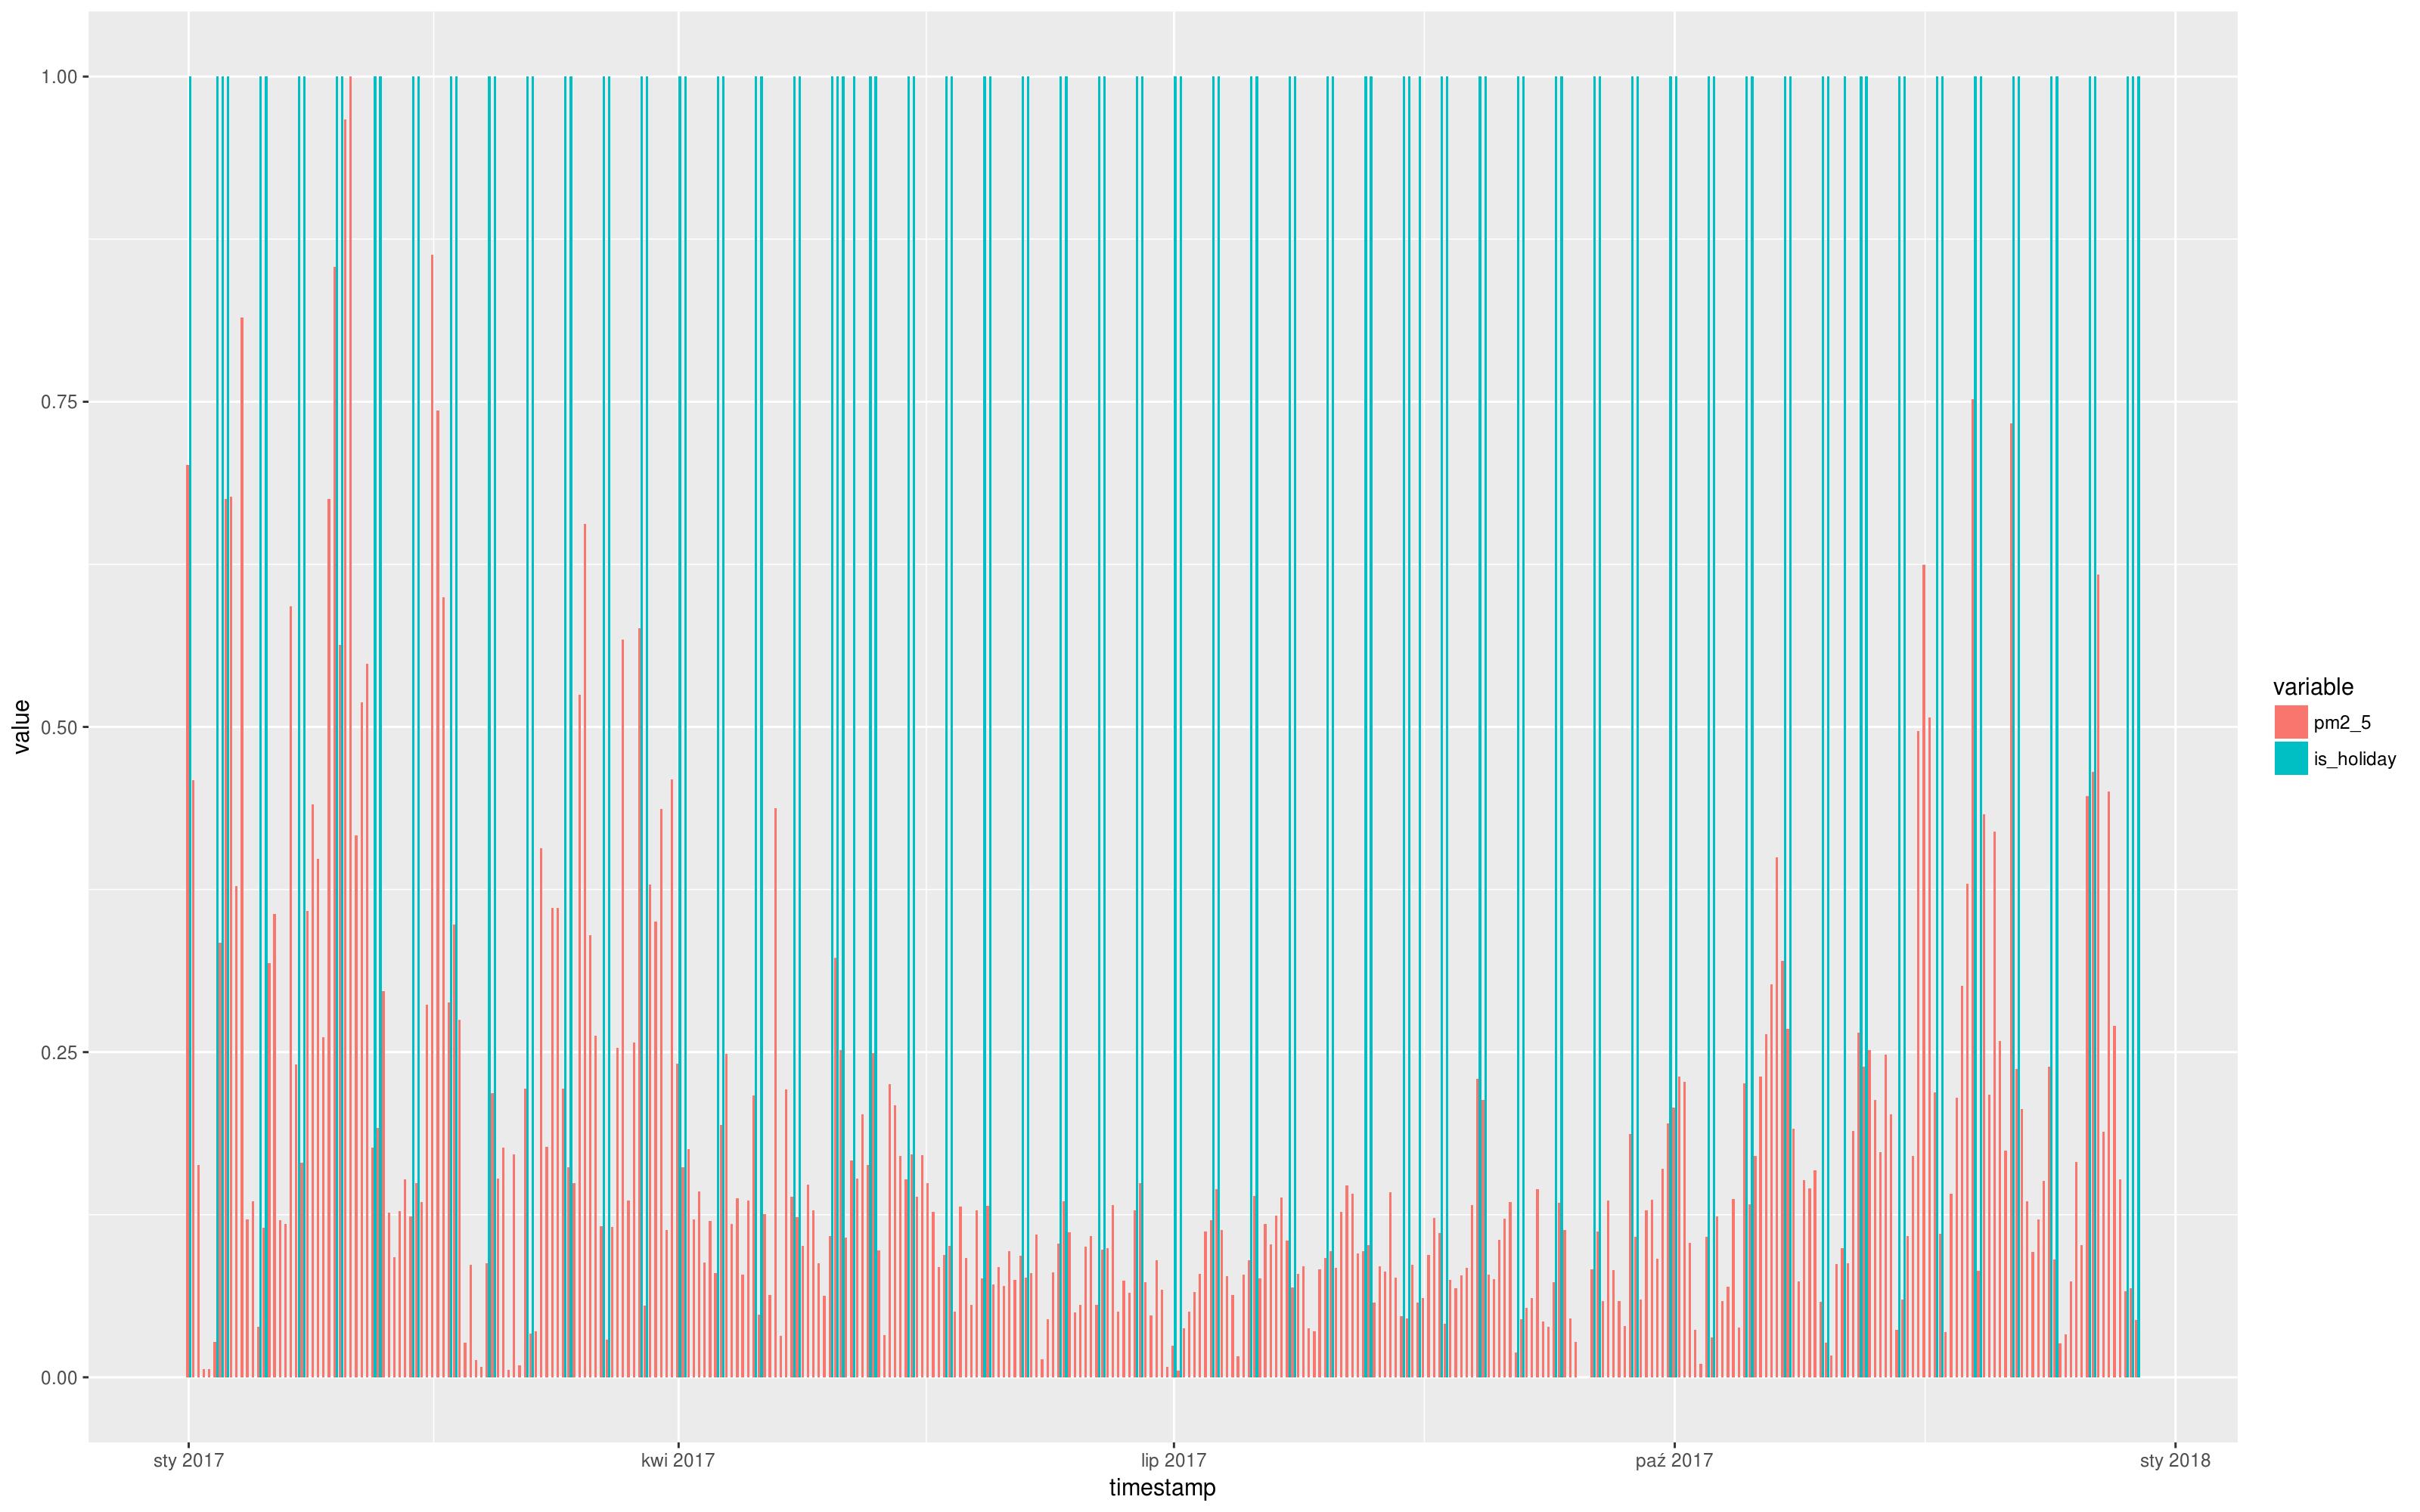 1.00
0.75
0.50
0.25
0.00
value
sty 2017
kwi 2017
lip 2017
paź 2017
sty 2018
timestamp
variable
pm2_5
is_holiday